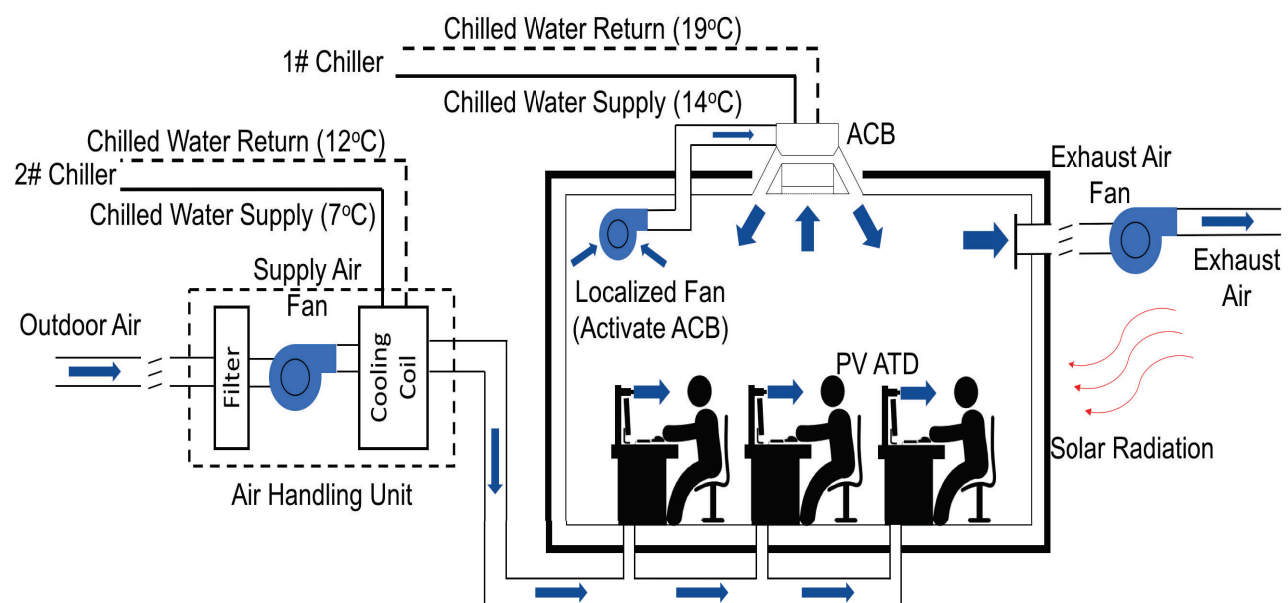 Chilled Water Return (19°C)
1# Chiller
Chilled Water Supply (14°C)
ACB
Chilled Water Return (12°C)
2# Chiller
Chilled Water Supply (7°C)
Exhaust Air
Fan
Exhaust
Air
Supply Air
Fan
Localized Fan
(Activate ACB)
Outdoor Air
Filter
Cooling
Coil
Air Handling Unit
PV ATD
Solar Radiation